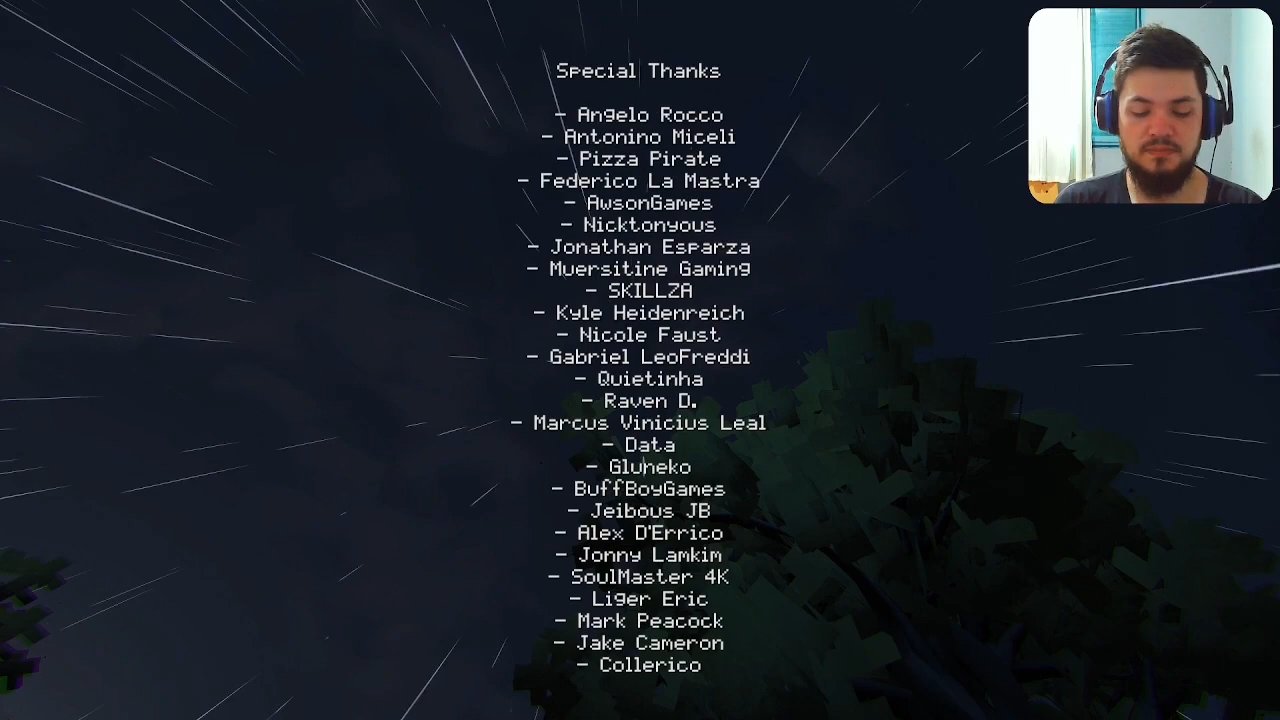 Special Thanks
- Angelo Rocco
- Antonino Miceli
- Pizza Pirate
- Federico La Mastra
- AwsonGames
- Nicktonyous
- Jonathan Esparza
- Muersitine Gaming
- SKILLZA
- Kyle Heidenreich
- Nicole Faust
- Gabriel LeoFreddi
- Quietinha
- Raven D.
- Marcus Vinicius Leal
- Data
- Gluheko
- BuffBoyGames
- Jeibous JB
- Alex D'Errico
- Jonny Lamkim
- SoulMaster 4K
- Liger Eric
- Mark Peacock
- Jake Cameron
- Collerico